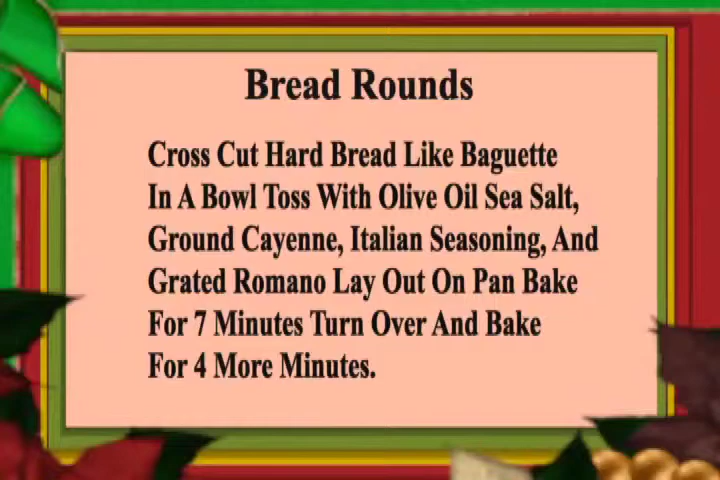 Bread Rounds
Cross Cut Hard Bread Like Baguette
In A Bowl Toss With Olive Oil Sea Salt,
Ground Cayenne, Italian Seasoning, And
Grated Romano Lay Out On Pan Bake
For 7 Minutes Turn Over And Bake
For 4 More Minutes.